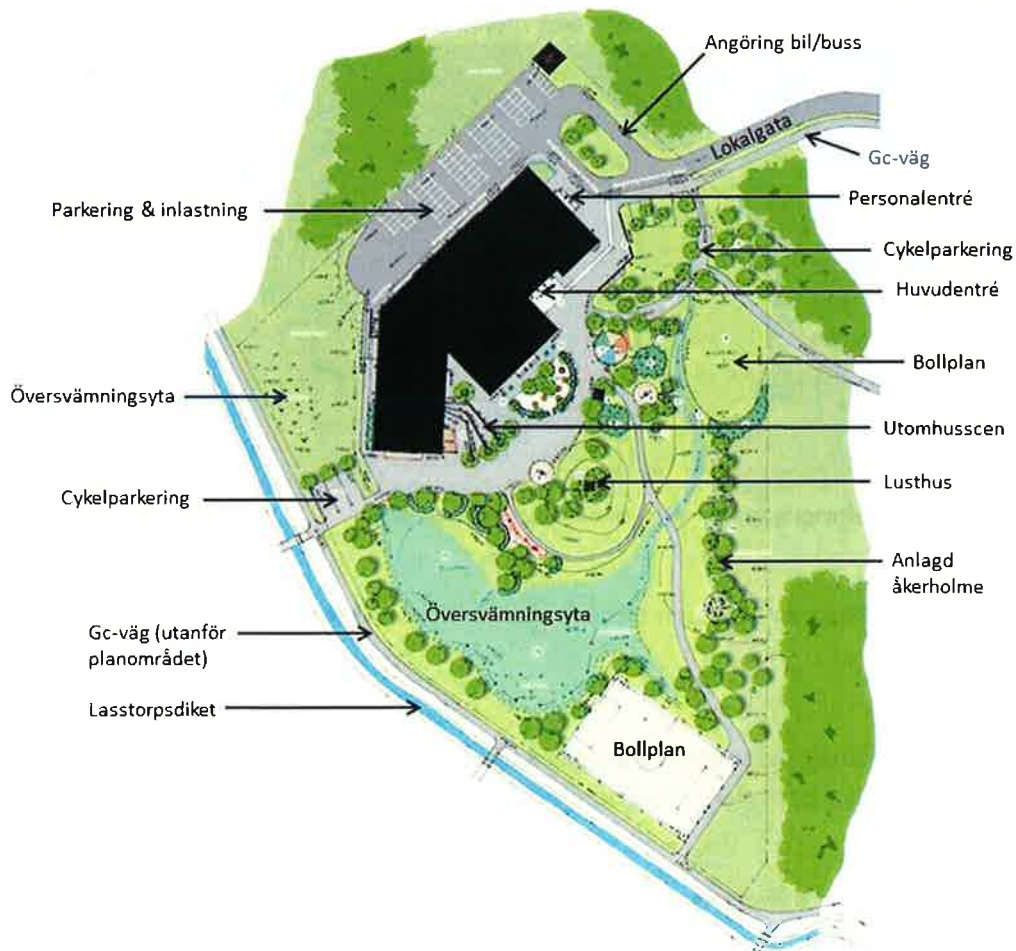 Angöring bil/buss
Lokalgata
Gc-väg
Parkering & inlastning
Personalentré
Cykelparkering
Huvudentré
Bollplan
Översvämningsyta
Utomhusscen
Cykelparkering
Lusthus
Anlagd
åkerholme
Översvämningsyta
Gc-väg (utanför
planområdet)
Lasstorpsdiket
Bollplan